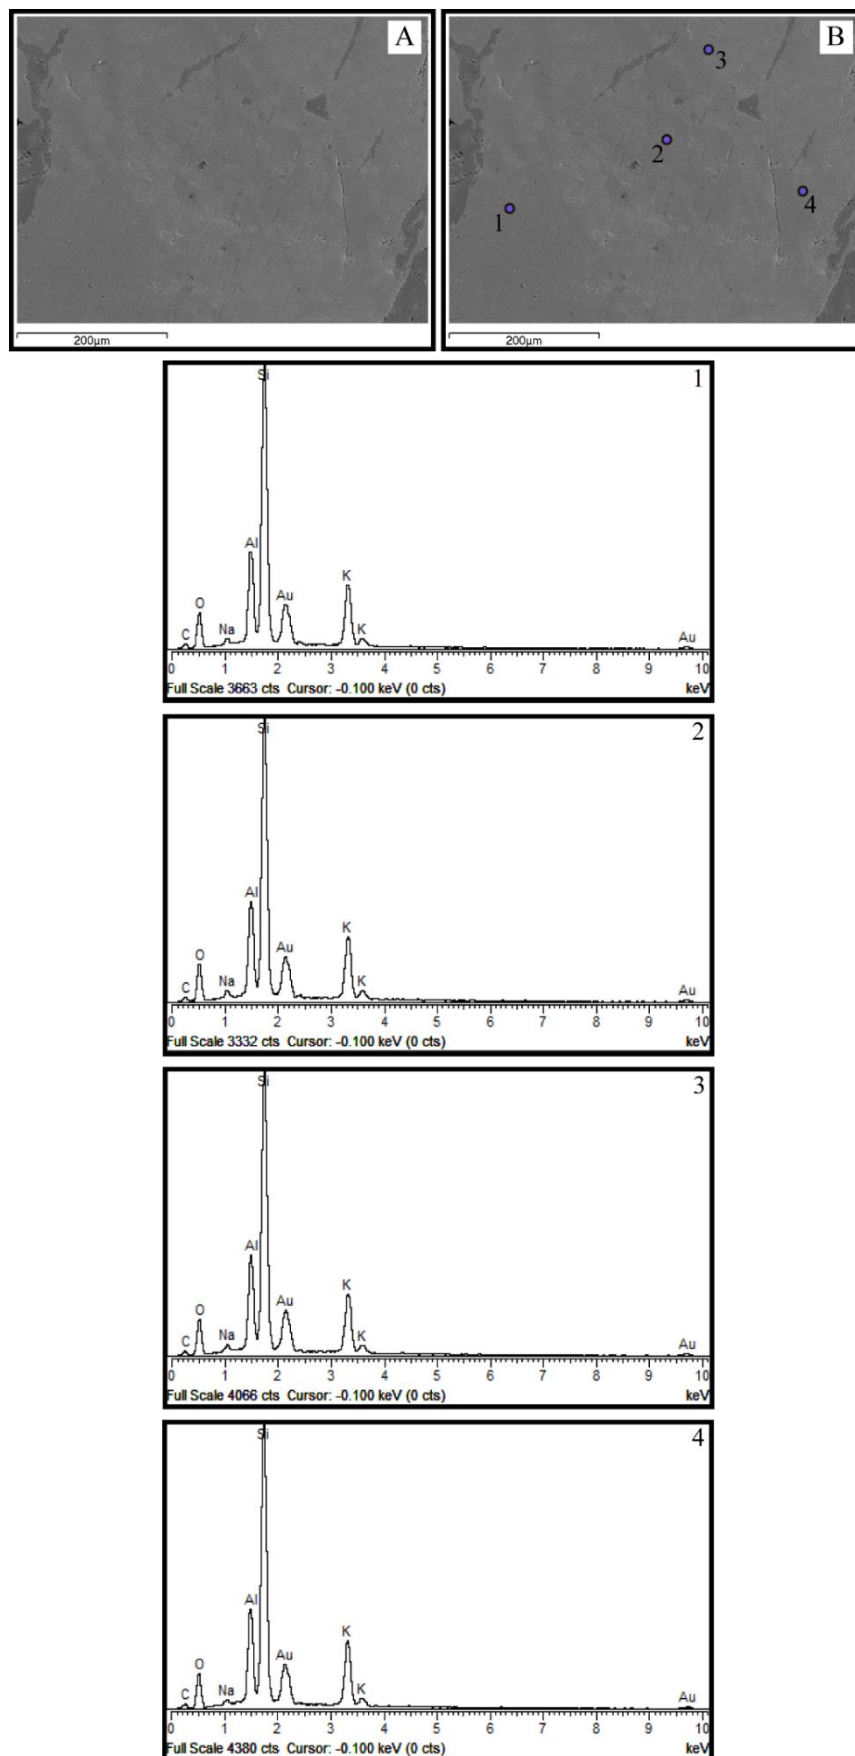 A
B
3
2
4
1
200µm
200µm
1
Si
Al
K
O
Au
Na
K
C
Au
0 1 2 3 4 5 6 7 8 9 10
Full Scale 3663 cts Cursor: -0.100 keV (0 cts) keV
2
Si
Al
K
O
Au
Na
K
C
Au
0 1 2 3 4 5 6 7 8 9 10
Full Scale 3332 cts Cursor: -0.100 keV (0 cts) keV
3
Si
Al
K
O
Au
Na
K
C
Au
0 1 2 3 4 5 6 7 8 9 10
Full Scale 4066 cts Cursor: -0.100 keV (0 cts) keV
4
Si
Al
K
O
Au
Na
K
C
Au
0 1 2 3 4 5 6 7 8 9 10
Full Scale 4380 cts Cursor: -0.100 keV (0 cts) keV